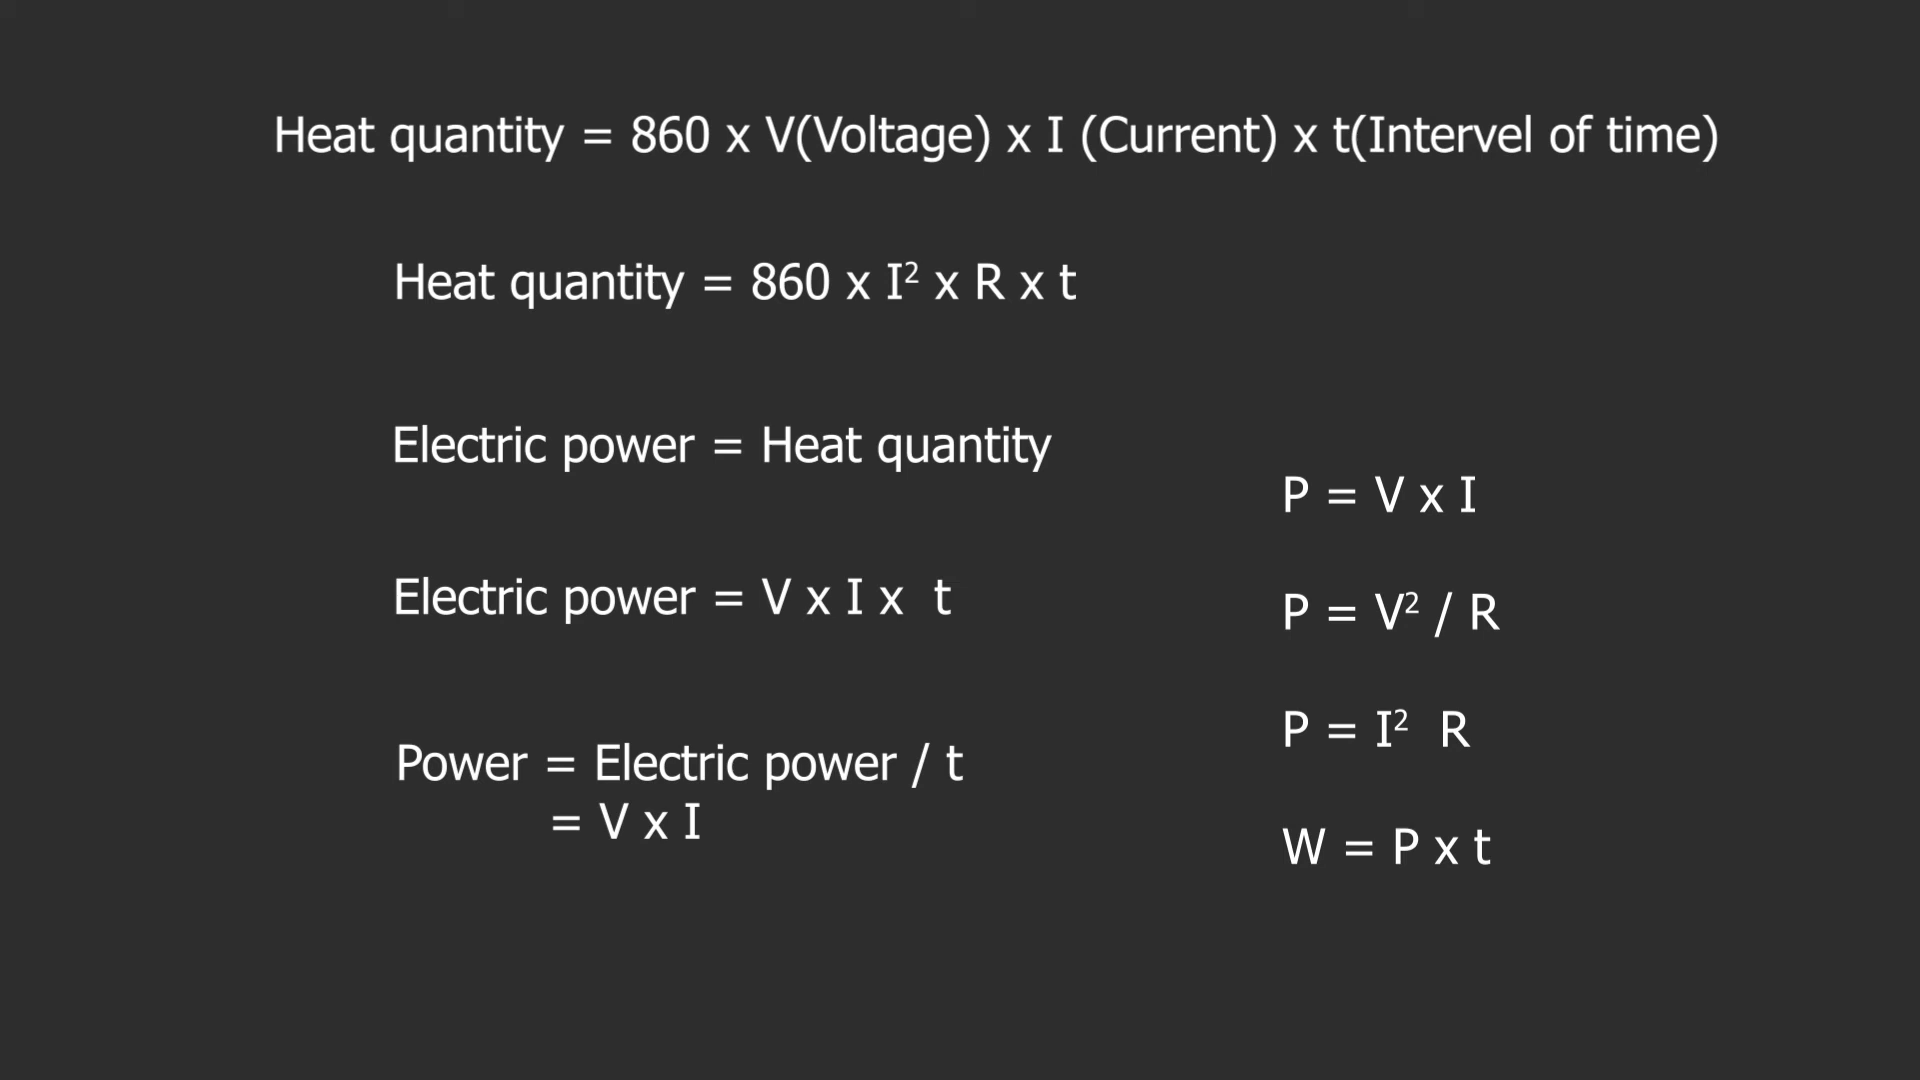 Heat quantity = 860 x V(Voltage) x I (Current) x t(Intervel of time)
Heat quantity = 860 x I² x R x t
Electric power = Heat quantity
Electric power = V x I x t
Power = Electric power / t
= V x I
P = V x I
P = V² / R
P = I² R
W = P x t